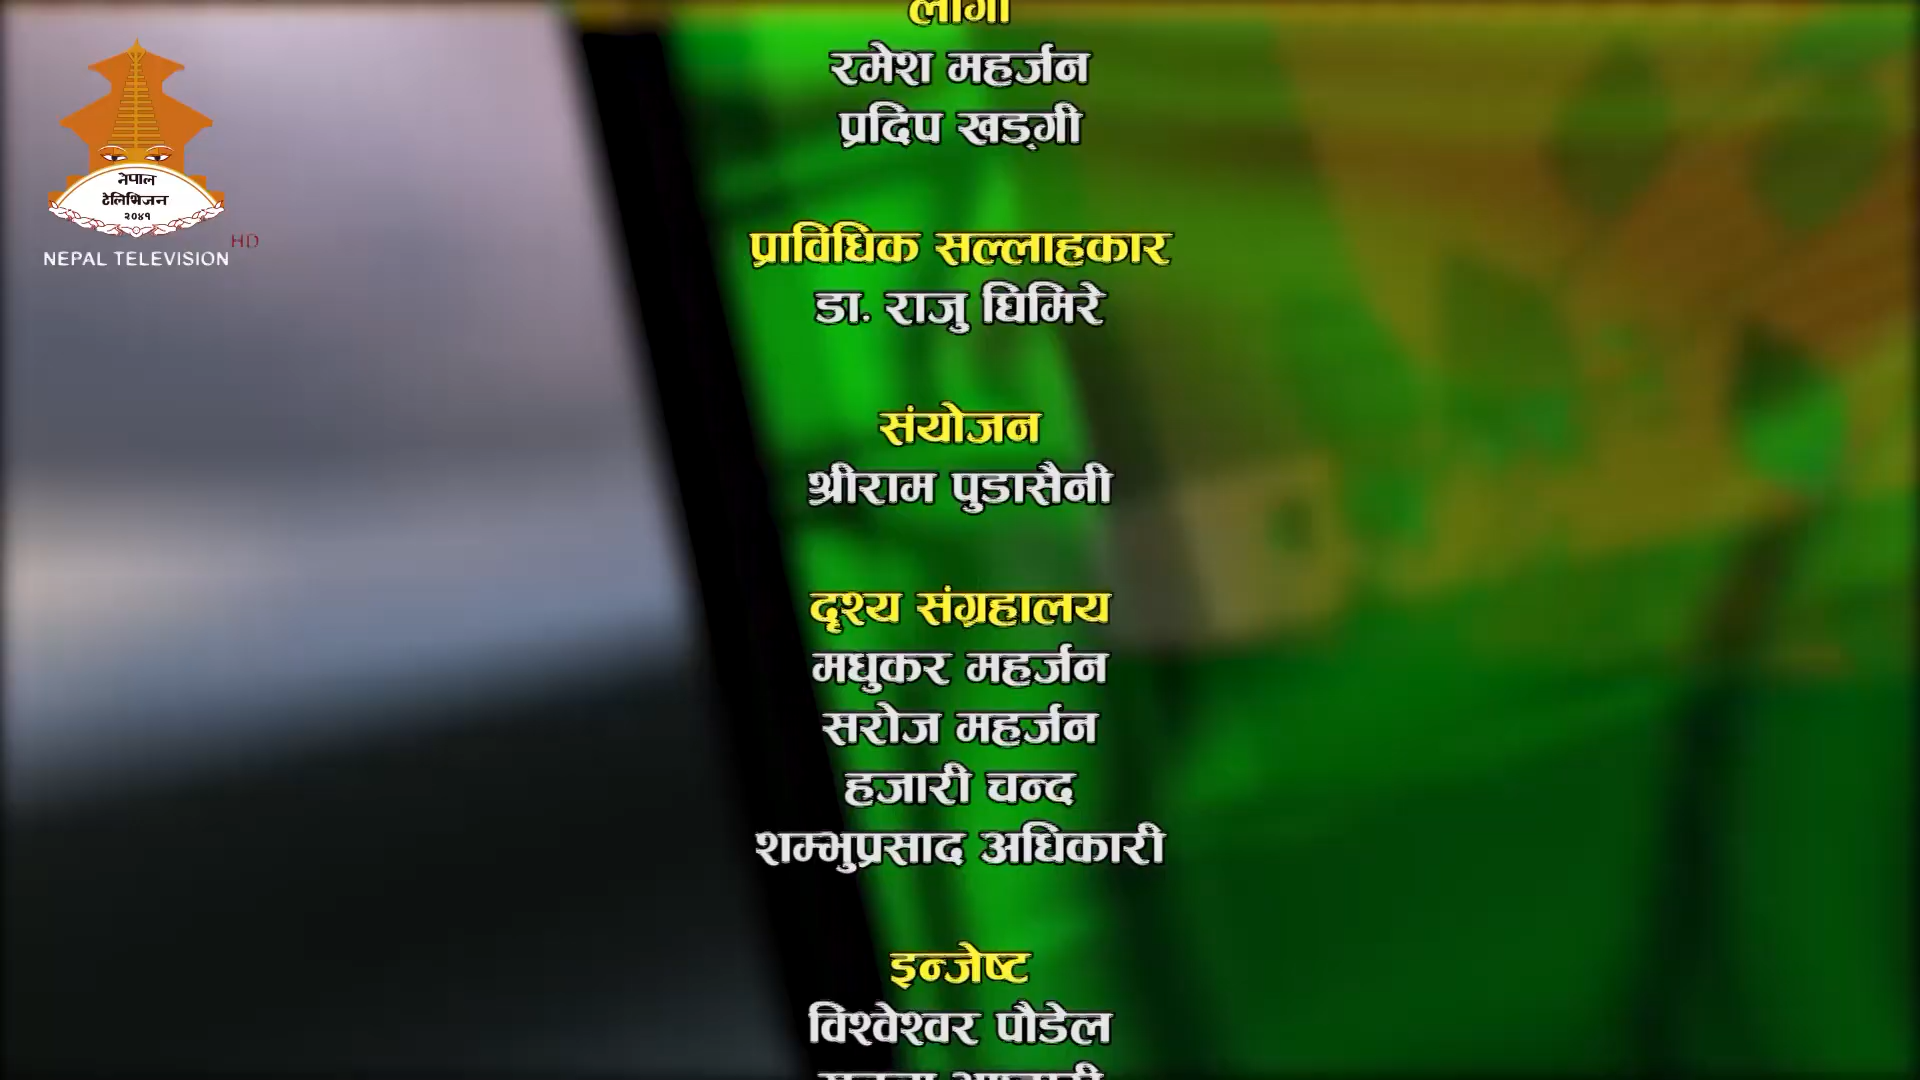 नेपाल
टेलिभिजन
२०४१
HD
NEPAL TELEVISION
रमेश महर्जन
प्रदिप खड्गी
प्राविधिक सल्लाहकार
डा. राजु घिमिरे
संयोजन
श्रीराम पुडासैनी
दृश्य संग्रहालय
मधुकर महर्जन
सरोज महर्जन
हजारी चन्द
शम्भुप्रसाद अधिकारी
इन्जेष्ट
विश्वेश्वर पौडेल